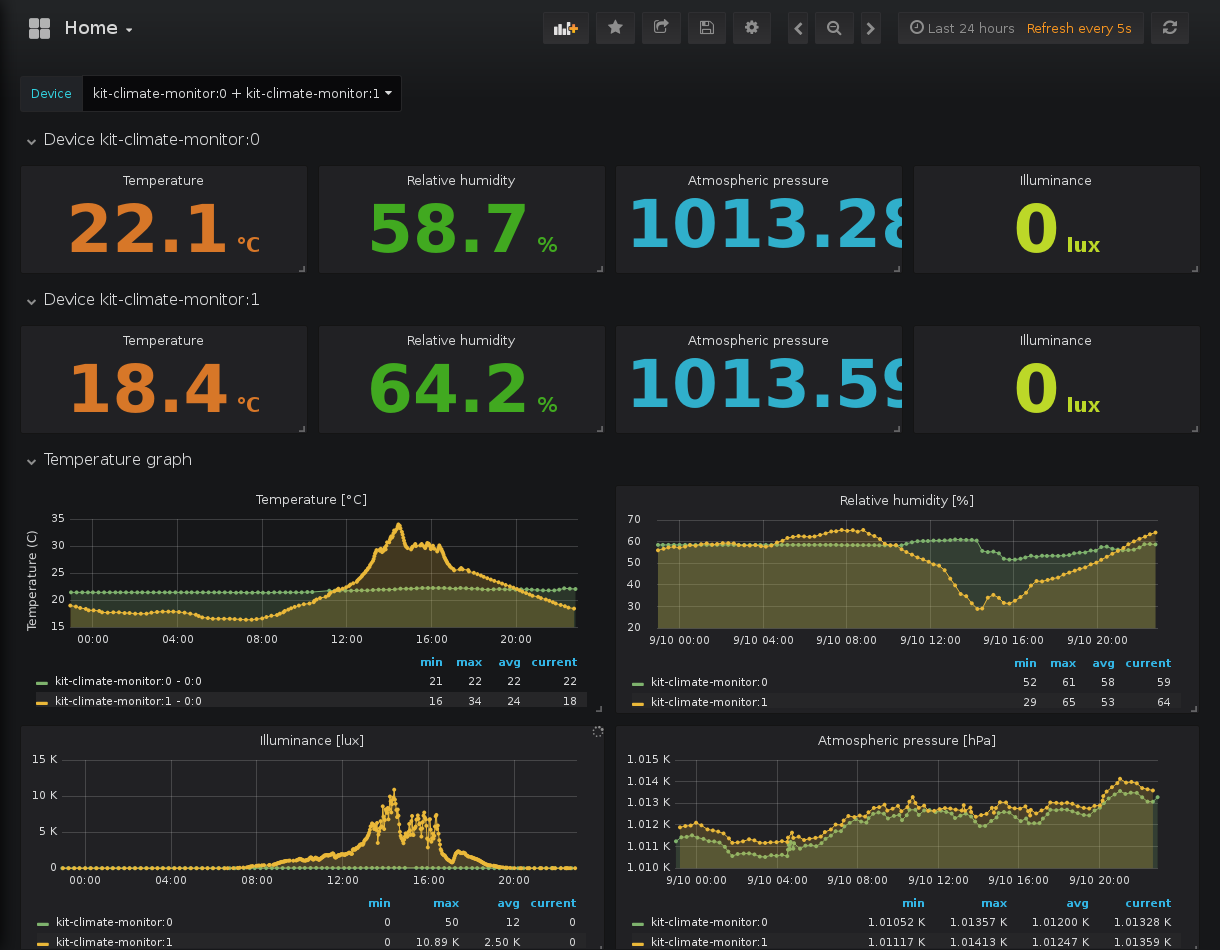 Home
Last 24 hours Refresh every 5s
Device kit-climate-monitor:0 + kit-climate-monitor:1
Device kit-climate-monitor:0
Temperature Relative humidity Atmospheric pressure Illuminance
22.1 °C 58.7 % 1013.28 0 lux
Device kit-climate-monitor:1
Temperature Relative humidity Atmospheric pressure Illuminance
18.4 °C 64.2 % 1013.59 0 lux
Temperature graph
Temperature [°C]
Temperature (C)
35
30
25
20
15
00:00 04:00 08:00 12:00 16:00 20:00
min max avg current
kit-climate-monitor:0 - 0:0 21 22 22 22
kit-climate-monitor:1 - 0:0 16 34 24 18
Relative humidity [%]
70
60
50
40
30
20
9/10 00:00 9/10 04:00 9/10 08:00 9/10 12:00 9/10 16:00 9/10 20:00
min max avg current
kit-climate-monitor:0 52 61 58 59
kit-climate-monitor:1 29 65 53 64
Illuminance [lux]
15 K
10 K
5 K
0
00:00 04:00 08:00 12:00 16:00 20:00
min max avg current
kit-climate-monitor:0 0 50 12 0
kit-climate-monitor:1 0 10.89 K 2.50 K 0
Atmospheric pressure [hPa]
1.015 K
1.014 K
1.013 K
1.012 K
1.011 K
1.010 K
9/10 00:00 9/10 04:00 9/10 08:00 9/10 12:00 9/10 16:00 9/10 20:00
min max avg current
kit-climate-monitor:0 1.01052 K 1.01357 K 1.01200 K 1.01328 K
kit-climate-monitor:1 1.01117 K 1.01413 K 1.01247 K 1.01359 K